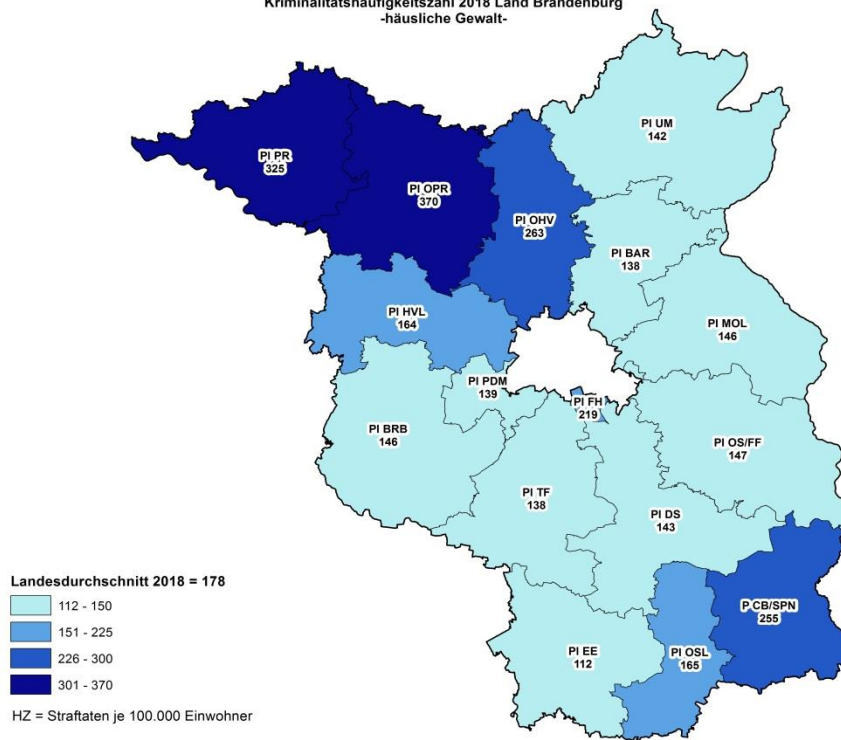 Kriminalitätshäufigkeitszahl 2018 Land Brandenburg
-häusliche Gewalt-
PI UM
142
PI PR
325
PI OPR
370
PI OHV
263
PI BAR
138
PI HVL
164
PI MOL
146
PI PDM
139
PI FH
219
PI BRB
146
PI OS/FF
147
PI TF
138
PI DS
143
P CB/SPN
255
PI EE
112
PI OSL
165
Landesdurchschnitt 2018 = 178
112 - 150
151 - 225
226 - 300
301 - 370
HZ = Straftaten je 100.000 Einwohner